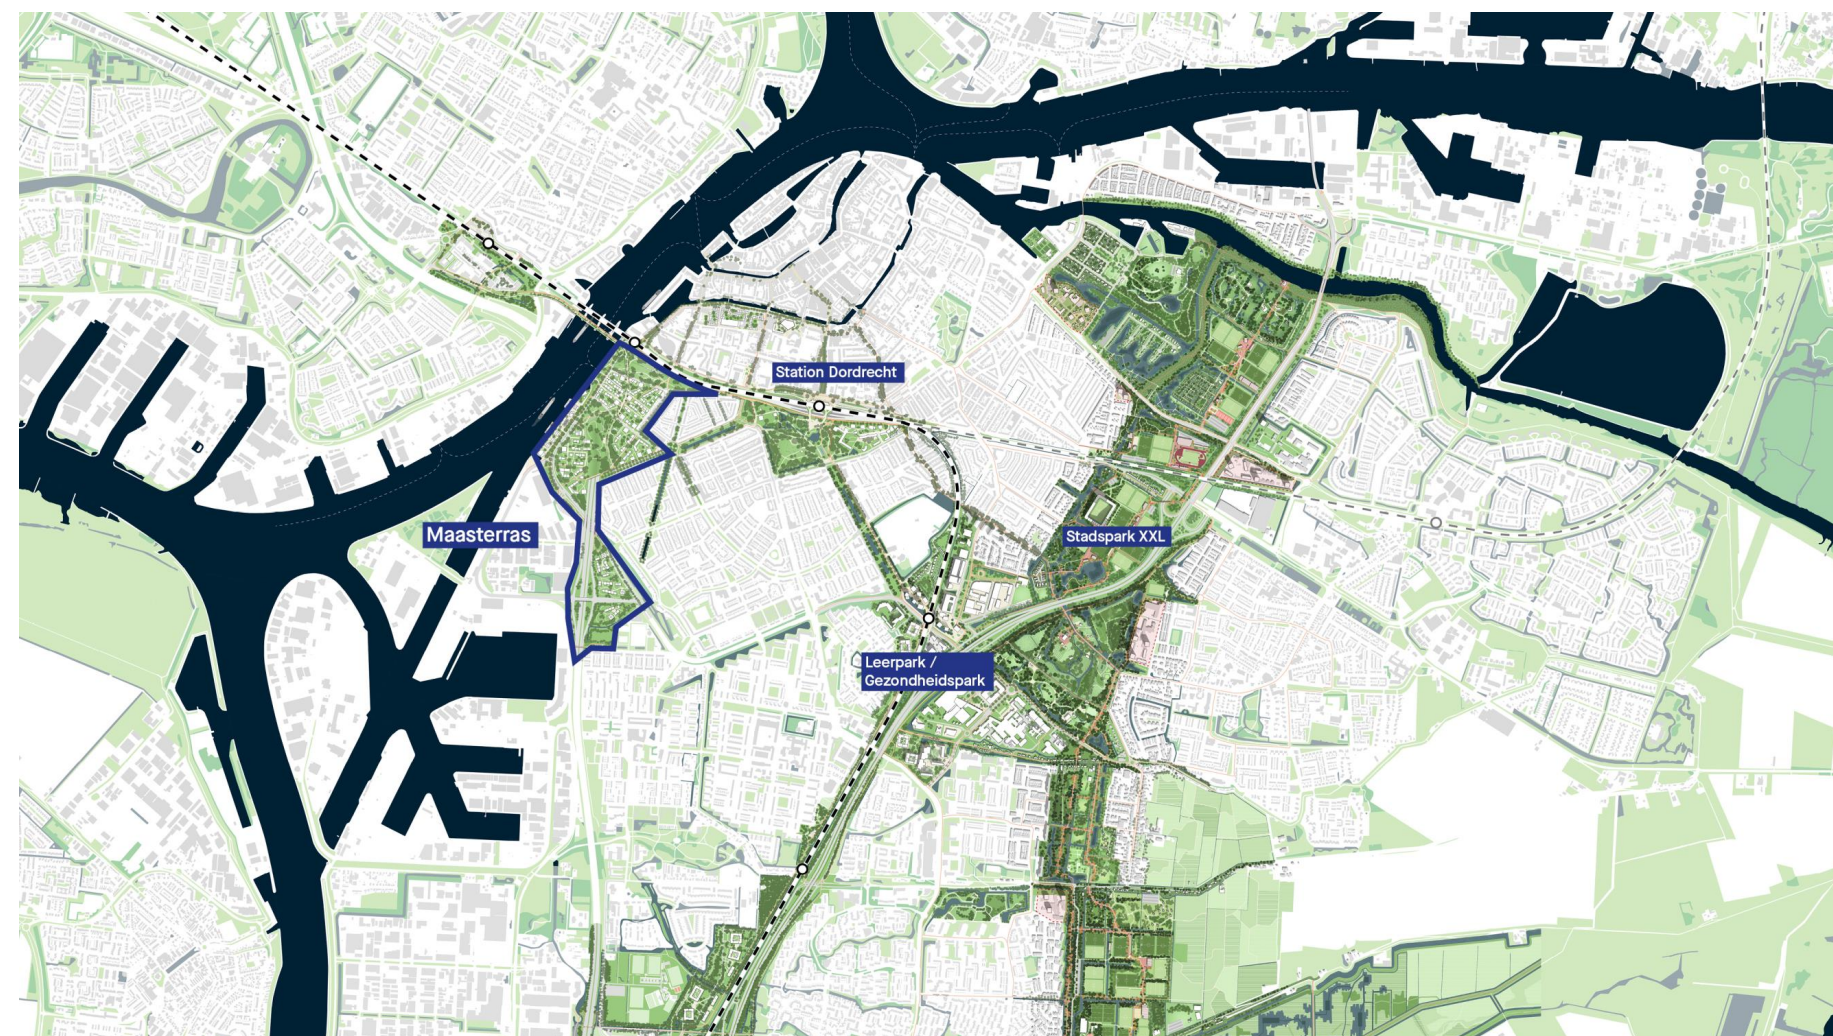 Station Dordrecht
Maasterras
Stadspark XXL
Leerpark /
Gezondheidspark